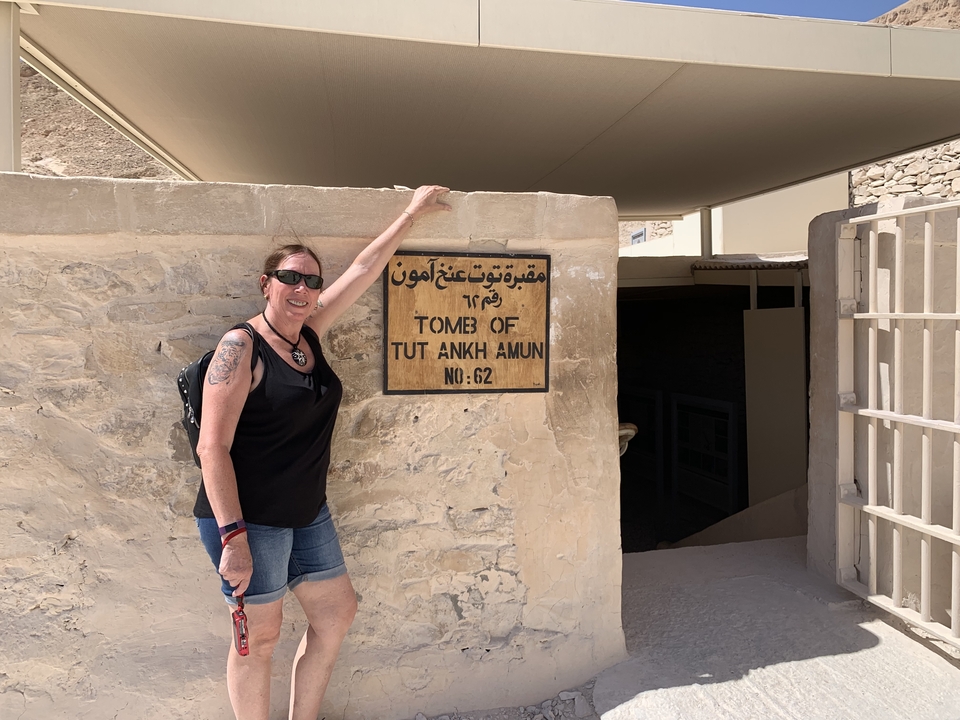 مقبرة توت عنخ آمون
رقم ٦٢
TOMB OF
TUT ANKH AMUN
NO:62